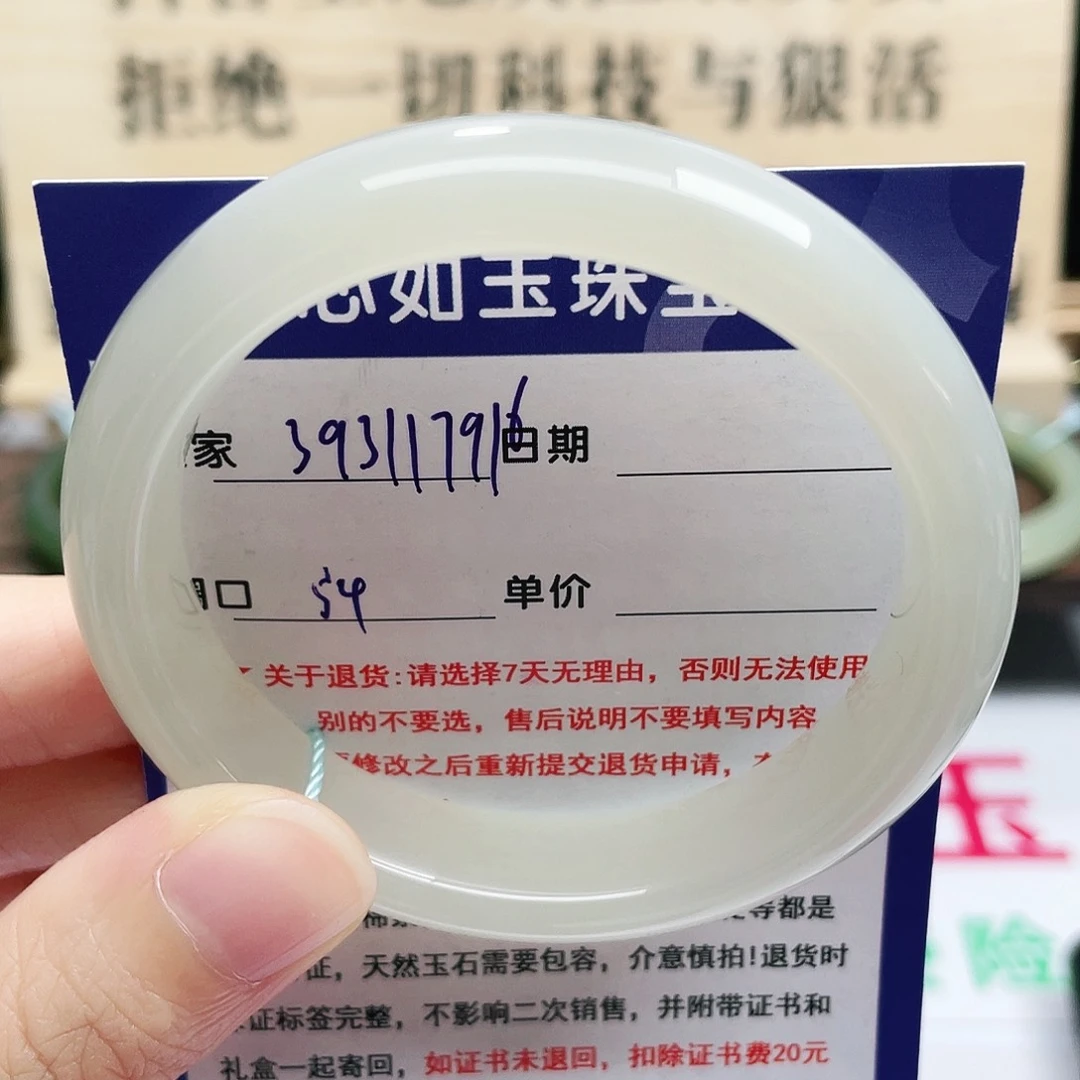 拒绝一切科技与狠活
心如玉珠宝
家 393117916 日期
圈口 54 单价
关于退货:请选择7天无理由，否则无法使用
别的不要选，售后说明不要填写内容
修改之后重新提交退货申请，
等都是
证，天然玉石需要包容，介意慎拍!退货时
证标签完整，不影响二次销售，并附带证书和
礼盒一起寄回，如证书未退回，扣除证书费20元
玉
险